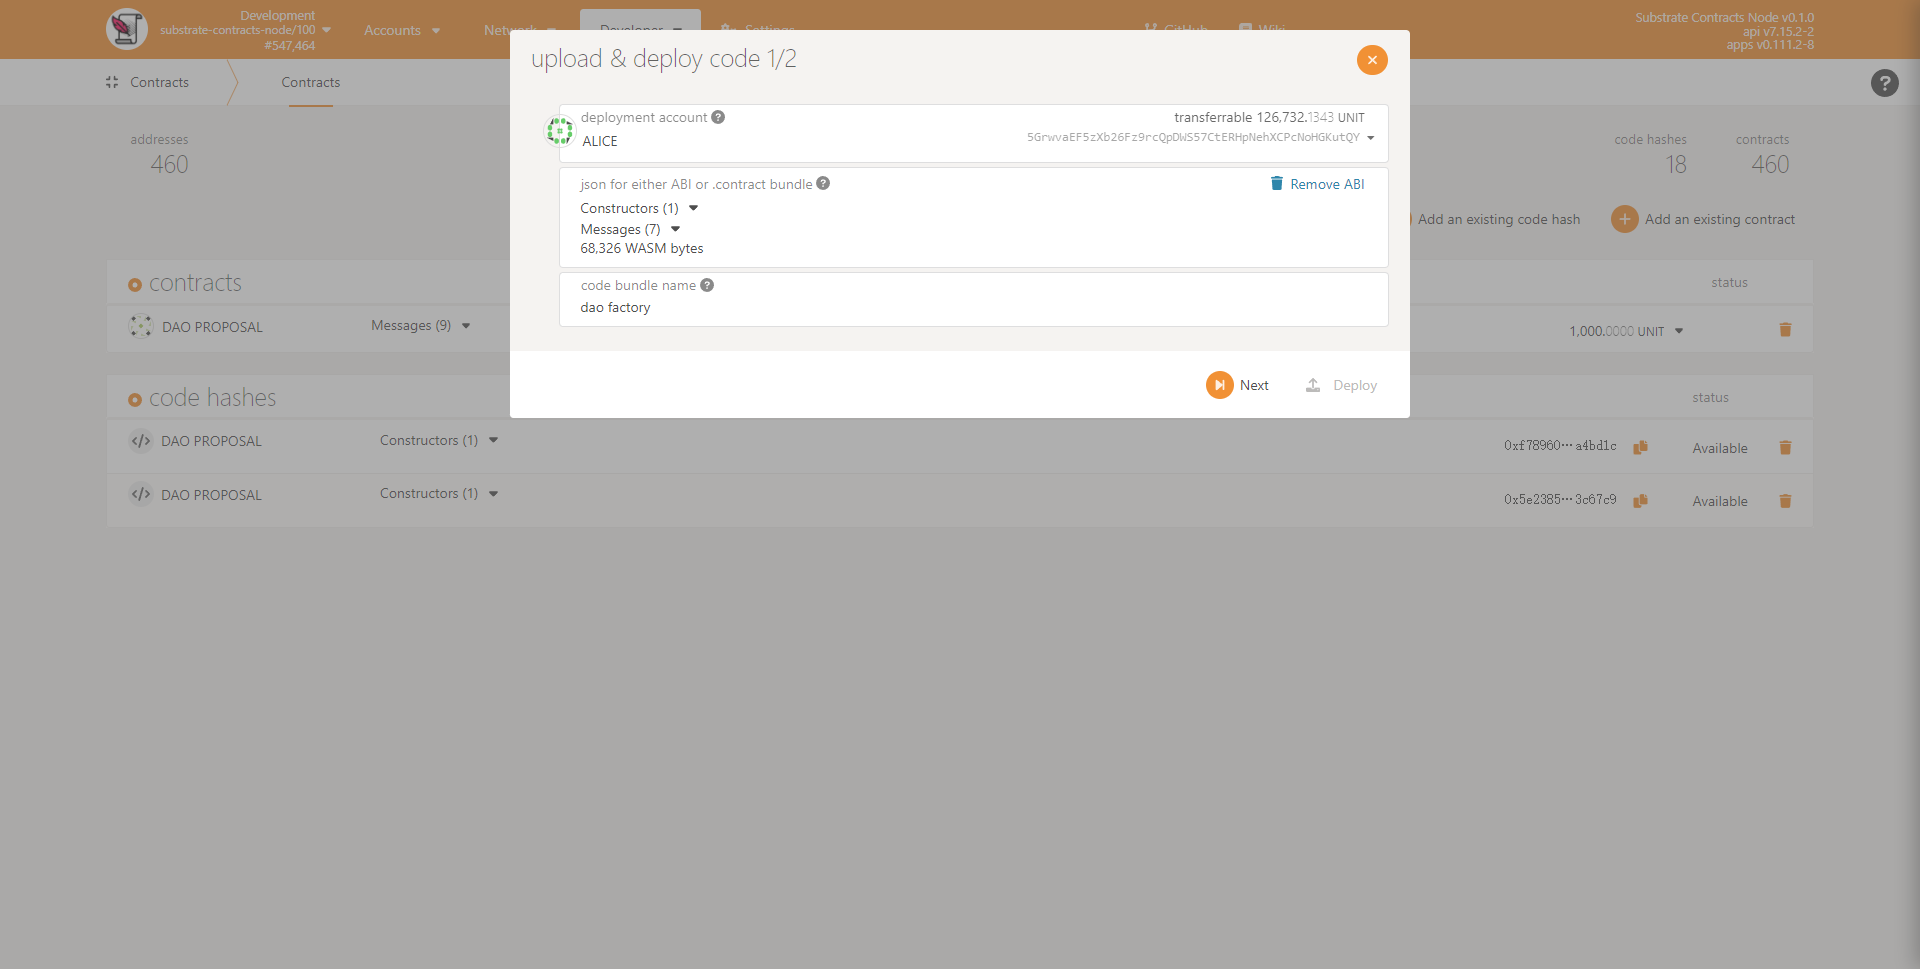 Development
substrate-contracts-node/100
#547,464
Accounts
Network
Developer
Settings
GitHub
Wiki
Substrate Contracts Node v0.1.0
api v7.15.2-2
apps v0.111.2-8
Contracts
Contracts
upload & deploy code 1/2
deployment account
ALICE
transferrable 126,732.1343 UNIT
5GrwvaEF5zXb26Fz9rcQpDWS57CtERHpNehXCPcNoHGKutQY
json for either ABI or .contract bundle
Remove ABI
Constructors (1)
Messages (7)
68,326 WASM bytes
code bundle name
dao factory
Next
Deploy
addresses
460
code hashes
18
contracts
460
Add an existing code hash
Add an existing contract
contracts
status
DAO PROPOSAL
Messages (9)
1,000.0000 UNIT
code hashes
status
DAO PROPOSAL
Constructors (1)
0xf78960…a4bd1c
Available
DAO PROPOSAL
Constructors (1)
0x5e2385…3c67c9
Available